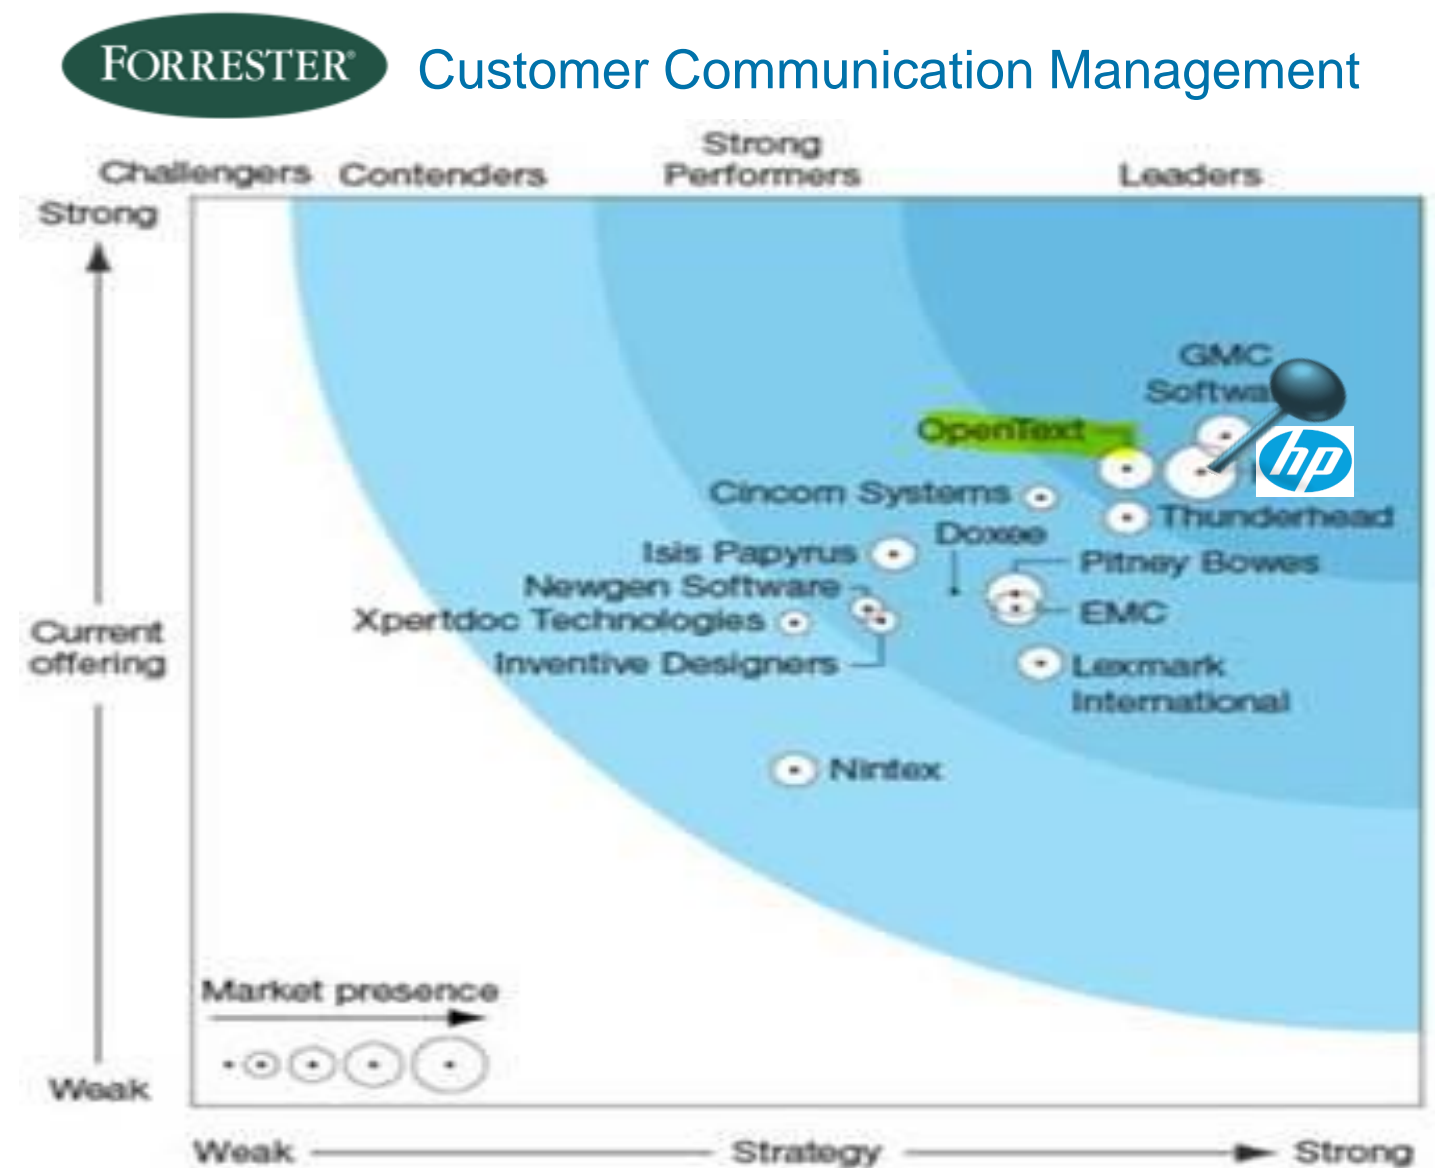 FORRESTER®
Customer Communication Management
Challengers
Contenders
Strong
Performers
Leaders
Strong
GMC
OpenText
hp
Cincom Systems
Thunderhead
Doxee
Isis Papyrus
Pitney Bowes
Newgen Software
Xpertdoc Technologies
EMC
Current
offering
Inventive Designers
Lexmark
International
Nintex
Market presence
Weak
Weak
Strategy
Strong